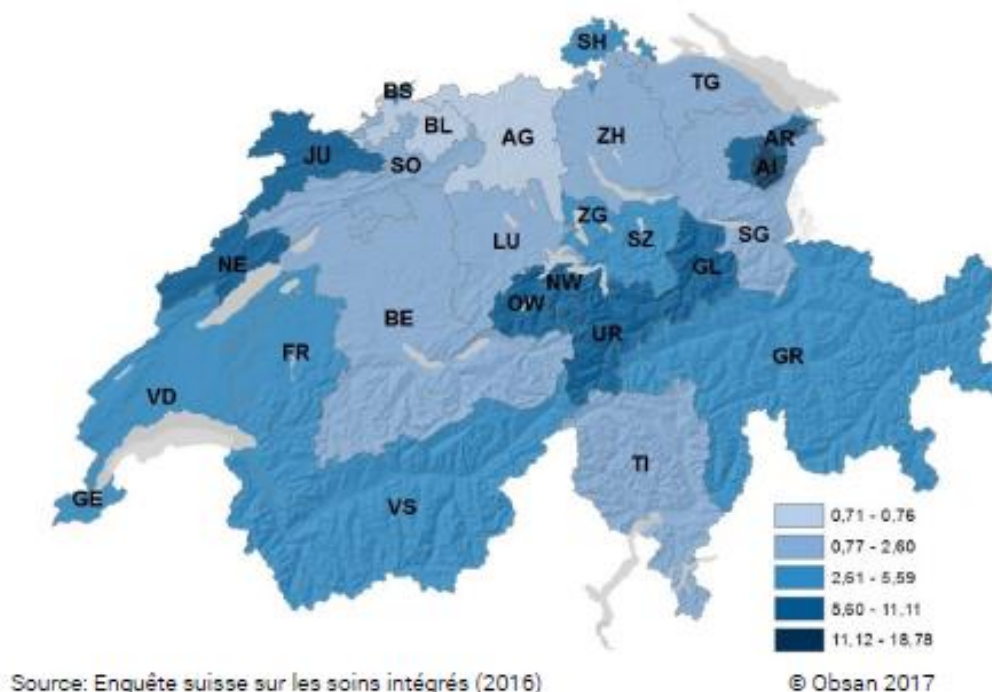 SH
TG
BS
BL
AG
ZH
AR
JU
SO
AI
ZG
LU
SZ
SG
NE
NW
GL
OW
BE
UR
FR
GR
VD
TI
GE
VS
0,71 - 0,76
0,77 - 2,60
2,61 - 5,59
5,60 - 11,11
11,12 - 18,78
Source: Enquête suisse sur les soins intégrés (2016)
© Obsan 2017